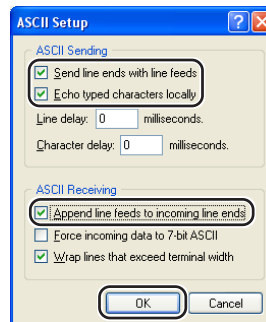 ASCII Setup
ASCII Sending
Send line ends with line feeds
Echo typed characters locally
Line delay: 0 milliseconds.
Character delay: 0 milliseconds.
ASCII Receiving
Append line feeds to incoming line ends
Force incoming data to 7-bit ASCII
Wrap lines that exceed terminal width
OK Cancel